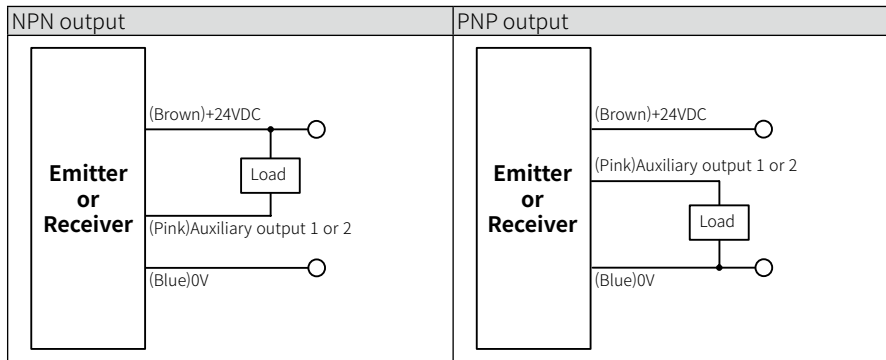 NPN output
(Brown)+24VDC
Load
Emitter
or
Receiver
(Pink)Auxiliary output 1 or 2
(Blue)0V
PNP output
(Brown)+24VDC
(Pink)Auxiliary output 1 or 2
Emitter
or
Receiver
Load
(Blue)0V